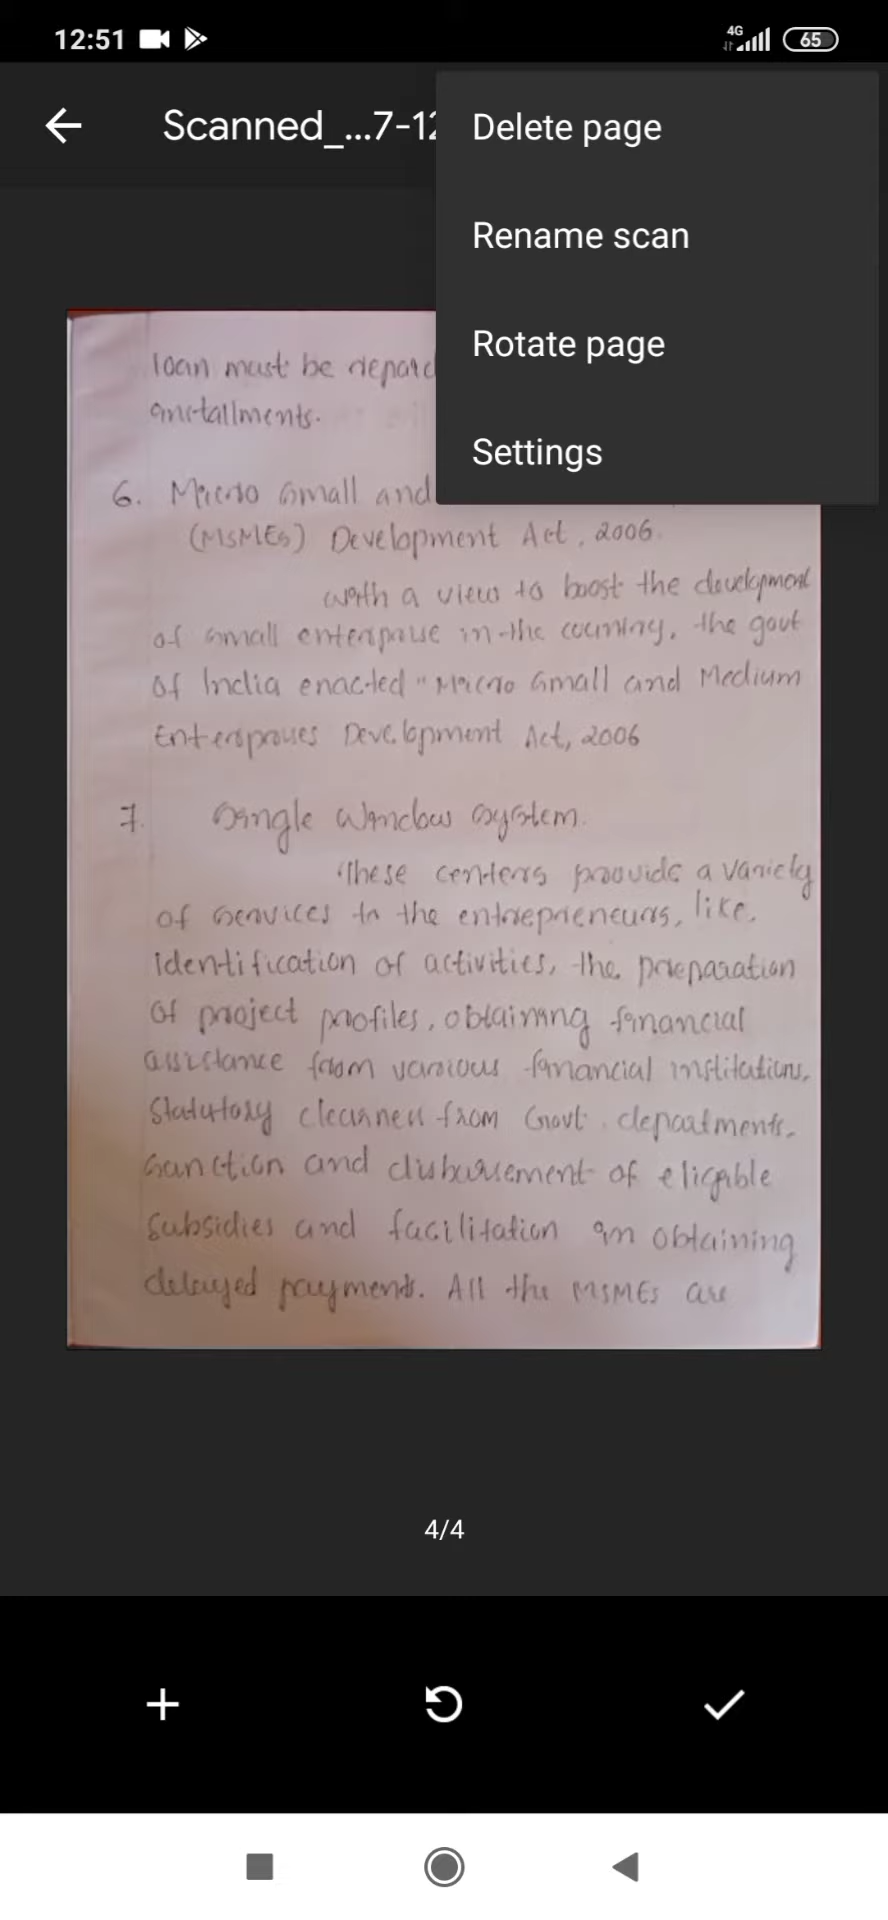 12:51
4G
65
Scanned_...7-12
Delete page
Rename scan
Rotate page
Settings
loan must be repaid
installments.
6. Micro Small and
(MSMEs) Development Act, 2006.
with a view to boost the development
of small enterprise in the country, the govt
of India enacted "Micro Small and Medium
Enterprises Development Act, 2006
7. Single Window System.
These centers provide a variety
of services to the entrepreneurs, like,
identification of activities, the preparation
of project profiles, obtaining financial
assistance from various financial institutions,
Statutory from Govt. departments,
Sanction and disbursement of eligible
Subsidies and facilitation in obtaining
delayed payments. All the MSMEs are
4/4